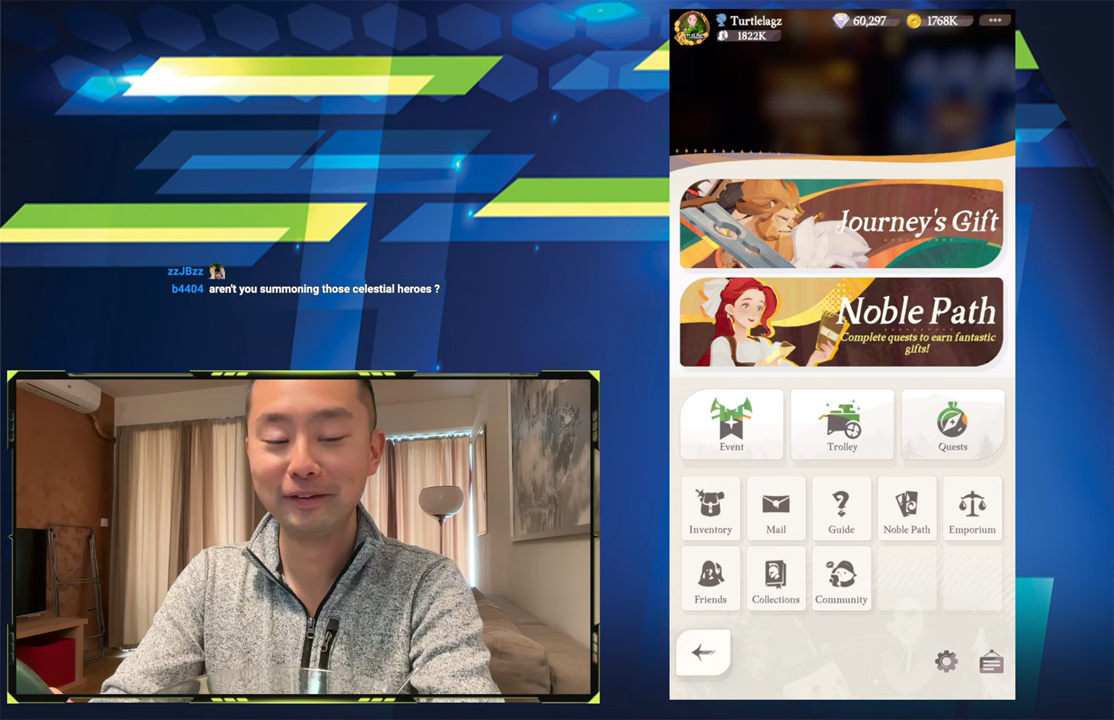 Turtlelagz
60,297
1768K
1822K
Journey's Gift
Noble Path
Complete quests to earn fantastic
gifts!
zzJBzz
b4404 aren't you summoning those celestial heroes ?
Event
Trolley
Quests
Inventory
Mail
Guide
Noble Path
Emporium
Friends
Collections
Community